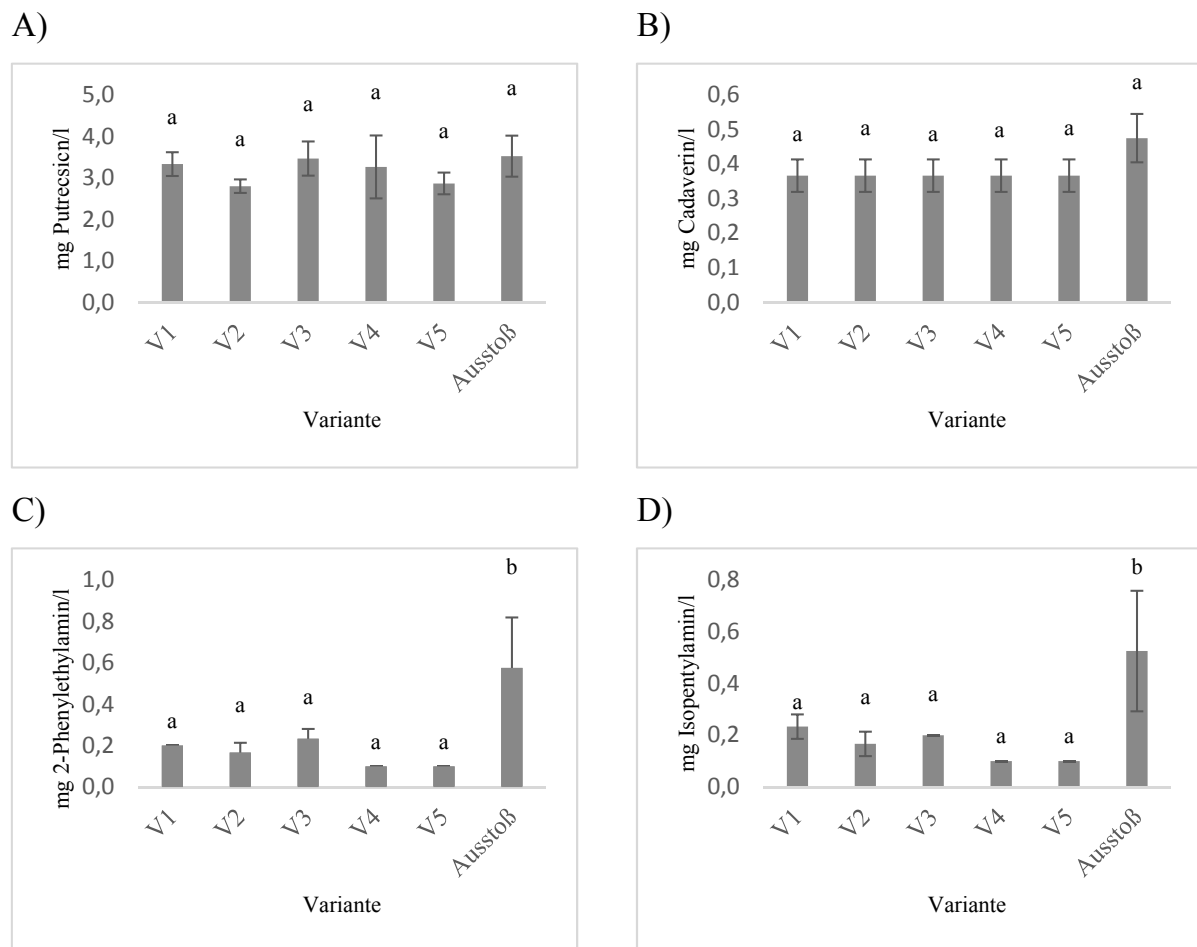 A)
mg Putrecsicn/l
5,0
4,0
3,0
2,0
1,0
0,0
a
a
a
a
a
a
V1
V2
V3
V4
V5
Ausstoß
Variante
B)
mg Cadaverin/l
0,6
0,5
0,4
0,3
0,2
0,1
0,0
a
a
a
a
a
a
V1
V2
V3
V4
V5
Ausstoß
Variante
C)
mg 2-Phenylethylamin/l
1,0
0,8
0,6
0,4
0,2
0,0
a
a
a
a
a
b
V1
V2
V3
V4
V5
Ausstoß
Variante
D)
mg Isopentylamin/l
0,8
0,6
0,4
0,2
0,0
a
a
a
a
a
b
V1
V2
V3
V4
V5
Ausstoß
Variante